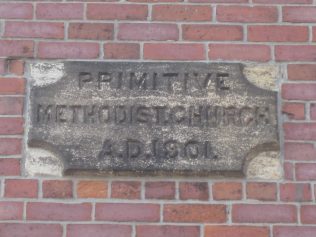 PRIMITIVE
METHODIST. CHURCH
A.D. 1901.